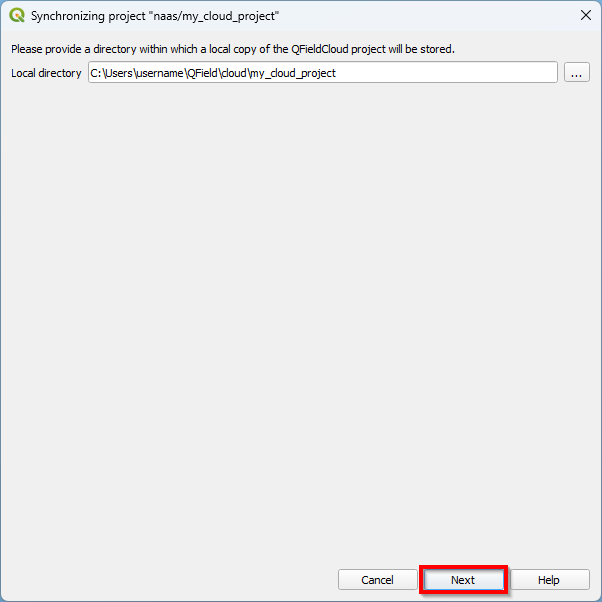 Synchronizing project "naas/my_cloud_project"
Please provide a directory within which a local copy of the QFieldCloud project will be stored.
Local directory C:\Users\username\QField\cloud\my_cloud_project ...
Cancel Next Help